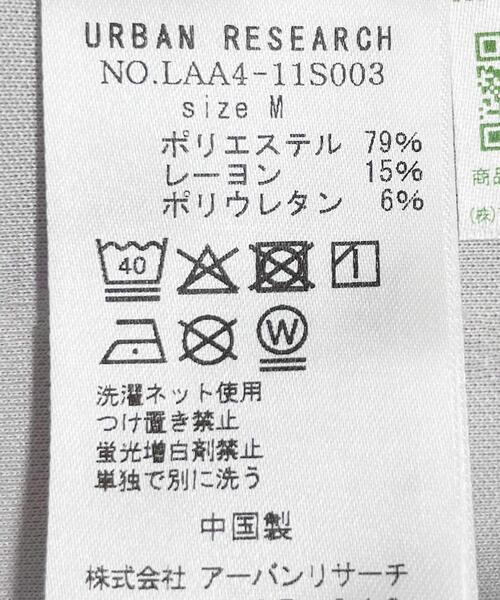 URBAN RESEARCH
NO.LAA4-11S003
size M
ポリエステル 79%
レーヨン 15%
ポリウレタン 6%
40
W
洗濯ネット使用
つけ置き禁止
蛍光増白剤禁止
単独で別に洗う
中国製
株式会社 アーバンリサーチ
商品
(株)